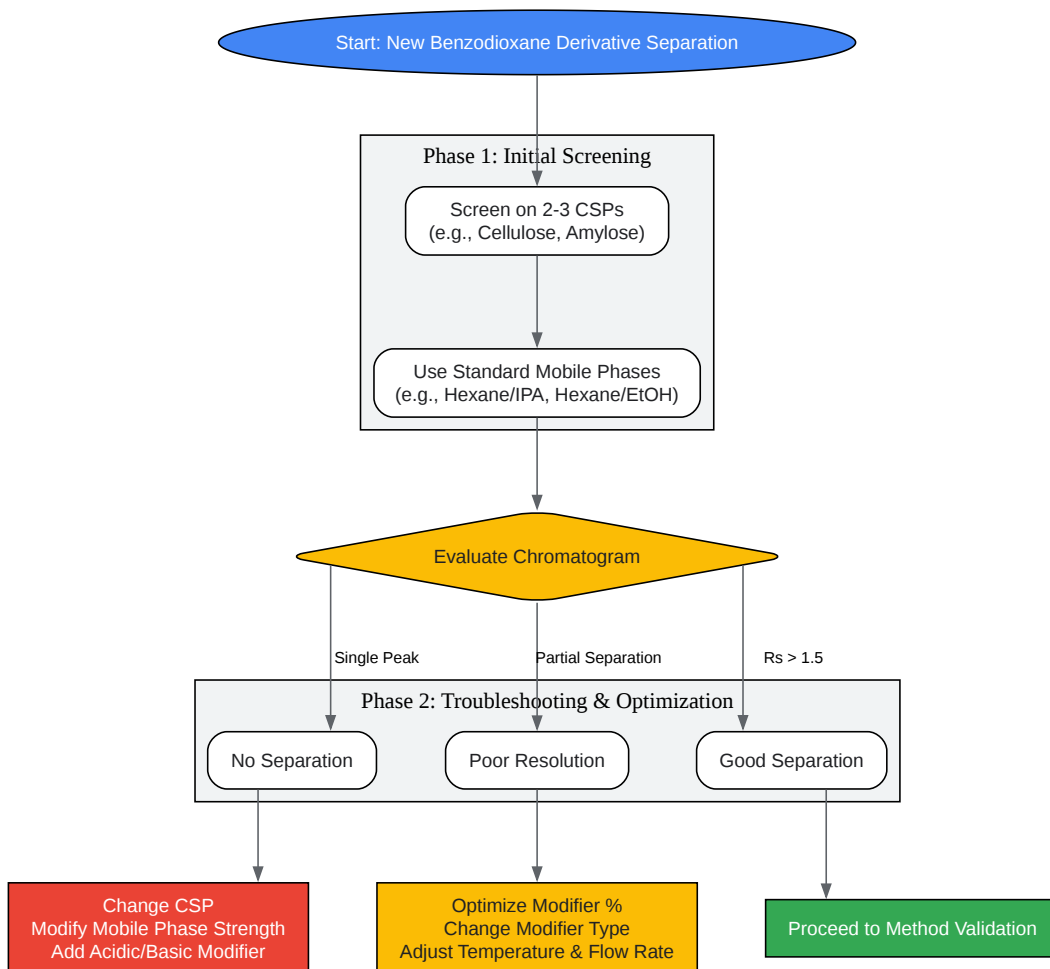 Start: New Benzodioxane Derivative Separation
Phase 1: Initial Screening
Screen on 2-3 CSPs
(e.g., Cellulose, Amylose)
Use Standard Mobile Phases
(e.g., Hexane/IPA, Hexane/EtOH)
Evaluate Chromatogram
Single Peak
Partial Separation
Rs > 1.5
Phase 2: Troubleshooting & Optimization
No Separation
Poor Resolution
Good Separation
Change CSP
Modify Mobile Phase Strength
Add Acidic/Basic Modifier
Optimize Modifier %
Change Modifier Type
Adjust Temperature & Flow Rate
Proceed to Method Validation